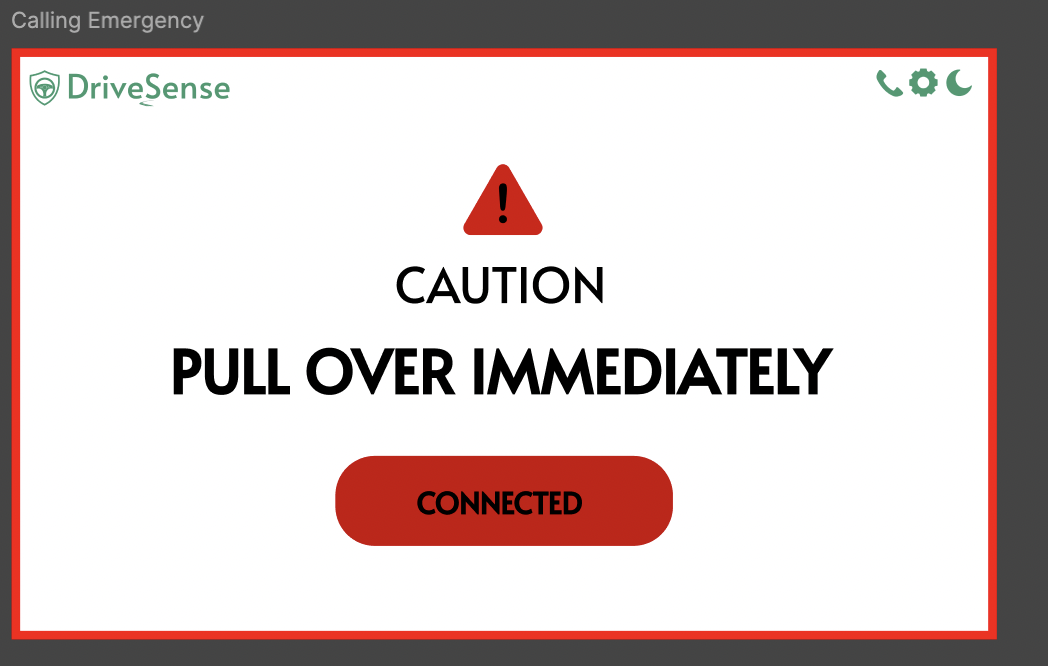 Calling Emergency
DriveSense
!
CAUTION
PULL OVER IMMEDIATELY
CONNECTED